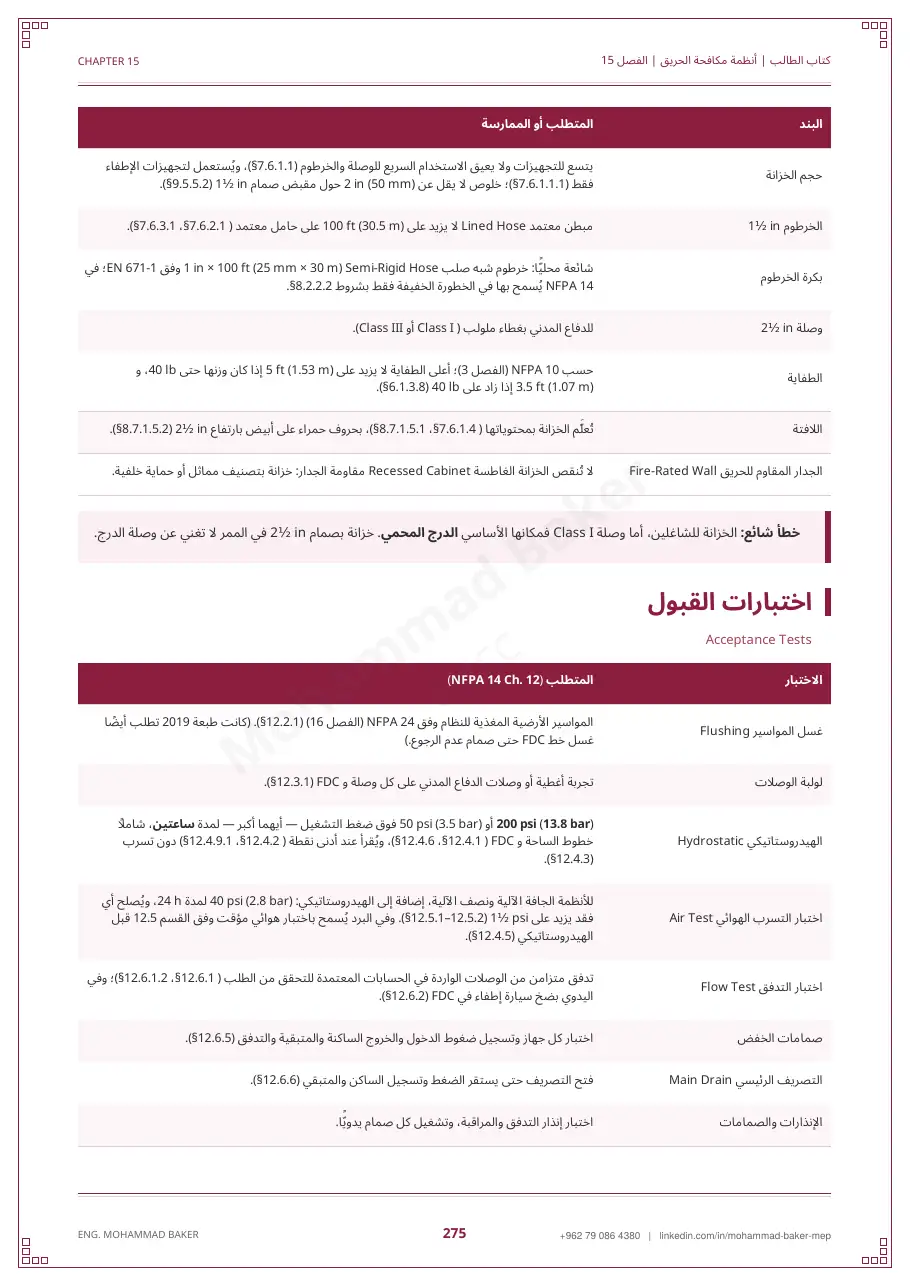 كتاب الطالب | أنظمة مكافحة الحريق | الفصل 15
CHAPTER 15
البند
المتطلب أو الممارسة
حجم الخزانة
يتسع للتجهيزات ولا يعيق الاستخدام السريع للوصلة والخرطوم (§7.6.1.1)، ويُستعمل لتجهيزات الإطفاء
فقط (§7.6.1.1.1)؛ خلوص لا يقل عن 2 in (50 mm) حول مقبض صمام 1½ in (§9.5.5.2).
الخرطوم 1½ in
مبطن معتمد Lined Hose لا يزيد على 100 ft (30.5 m) على حامل معتمد (§7.6.2.1، §7.6.3.1).
بكرة الخرطوم
شائعة محليًّا: خرطوم شبه صلب Semi-Rigid Hose 1 in × 100 ft (25 mm × 30 m) وفق EN 671-1؛ في
NFPA 14 يُسمح بها في الخطورة الخفيفة فقط بشروط §8.2.2.2.
وصلة 2½ in
للدفاع المدني بغطاء ملولب (Class I أو Class III).
الطفاية
حسب NFPA 10 (الفصل 3)؛ أعلى الطفاية لا يزيد على 5 ft (1.53 m) إذا كان وزنها حتى 40 lb، و
3.5 ft (1.07 m) إذا زاد على 40 lb (§6.1.3.8).
اللافتة
تُعلَّم الخزانة بمحتوياتها (§7.6.1.4، §8.7.1.5.1)، بحروف حمراء على أبيض بارتفاع 2½ in (§8.7.1.5.2).
الجدار المقاوم للحريق Fire-Rated Wall
لا تُنقص الخزانة الغاطسة Recessed Cabinet مقاومة الجدار: خزانة بتصنيف مماثل أو حماية خلفية.
خطأ شائع: الخزانة للشاغلين، أما وصلة Class I فمكانها الأساسي الدرج المحمي. خزانة بصمام 2½ in في الممر لا تغني عن وصلة الدرج.
اختبارات القبول
Acceptance Tests
الاختبار
المتطلب (NFPA 14 Ch. 12)
غسل المواسير Flushing
المواسير الأرضية المغذية للنظام وفق NFPA 24 (الفصل 16) (§12.2.1). (كانت طبعة 2019 تطلب أيضًا
غسل خط FDC حتى صمام عدم الرجوع.)
لولبة الوصلات
تجربة أغطية أو وصلات الدفاع المدني على كل وصلة و FDC (§12.3.1).
الهيدروستاتيكي Hydrostatic
200 psi (13.8 bar) أو 50 psi (3.5 bar) فوق ضغط التشغيل — أيهما أكبر — لمدة ساعتين، شاملًا
خطوط الساحة و FDC (§12.4.1، §12.4.6)، ويُقرأ عند أدنى نقطة (§12.4.2، §12.4.9.1) دون تسرب
(§12.4.3).
اختبار التسرب الهوائي Air Test
للأنظمة الجافة الآلية ونصف الآلية، إضافة إلى الهيدروستاتيكي: 40 psi (2.8 bar) لمدة 24 h، ويُصلح أي
فقد يزيد على 1½ psi (§12.5.1–12.5.2). وفي البرد يُسمح باختبار هوائي مؤقت وفق القسم 12.5 قبل
الهيدروستاتيكي (§12.4.5).
اختبار التدفق Flow Test
تدفق متزامن من الوصلات الواردة في الحسابات المعتمدة للتحقق من الطلب (§12.6.1، §12.6.1.2)؛ وفي
اليدوي بضخ سيارة إطفاء في FDC (§12.6.2).
صمامات الخفض
اختبار كل جهاز وتسجيل ضغوط الدخول والخروج الساكنة والمتبقية والتدفق (§12.6.5).
التصريف الرئيسي Main Drain
فتح التصريف حتى يستقر الضغط وتسجيل الساكن والمتبقي (§12.6.6).
الإنذارات والصمامات
اختبار إنذار التدفق والمراقبة، وتشغيل كل صمام يدويًّا.
Mohammad Baker
ENG. MOHAMMAD BAKER
275
+962 79 086 4380 | linkedin.com/in/mohammad-baker-mep